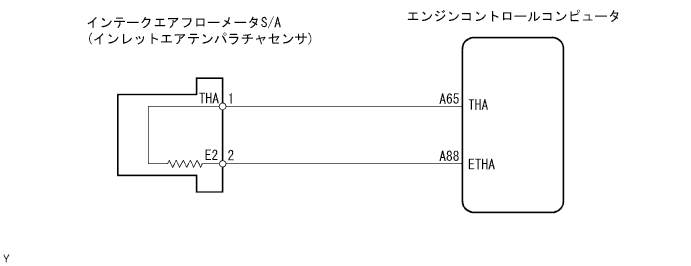 インテークエアフローメータS/A
(インレットエアテンパラチャセンサ)
エンジンコントロールコンピュータ
THA 1
A65 THA
E2 2
A88 ETHA
Y